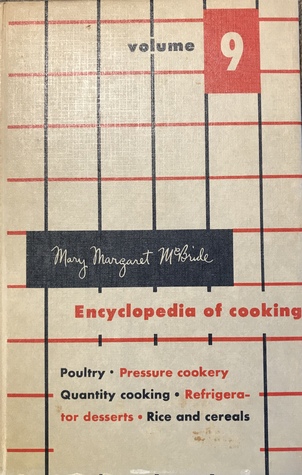 volume 9
Mary Margaret McBride
Encyclopedia of cooking
Poultry • Pressure cookery
Quantity cooking • Refrigera-
tor desserts • Rice and cereals